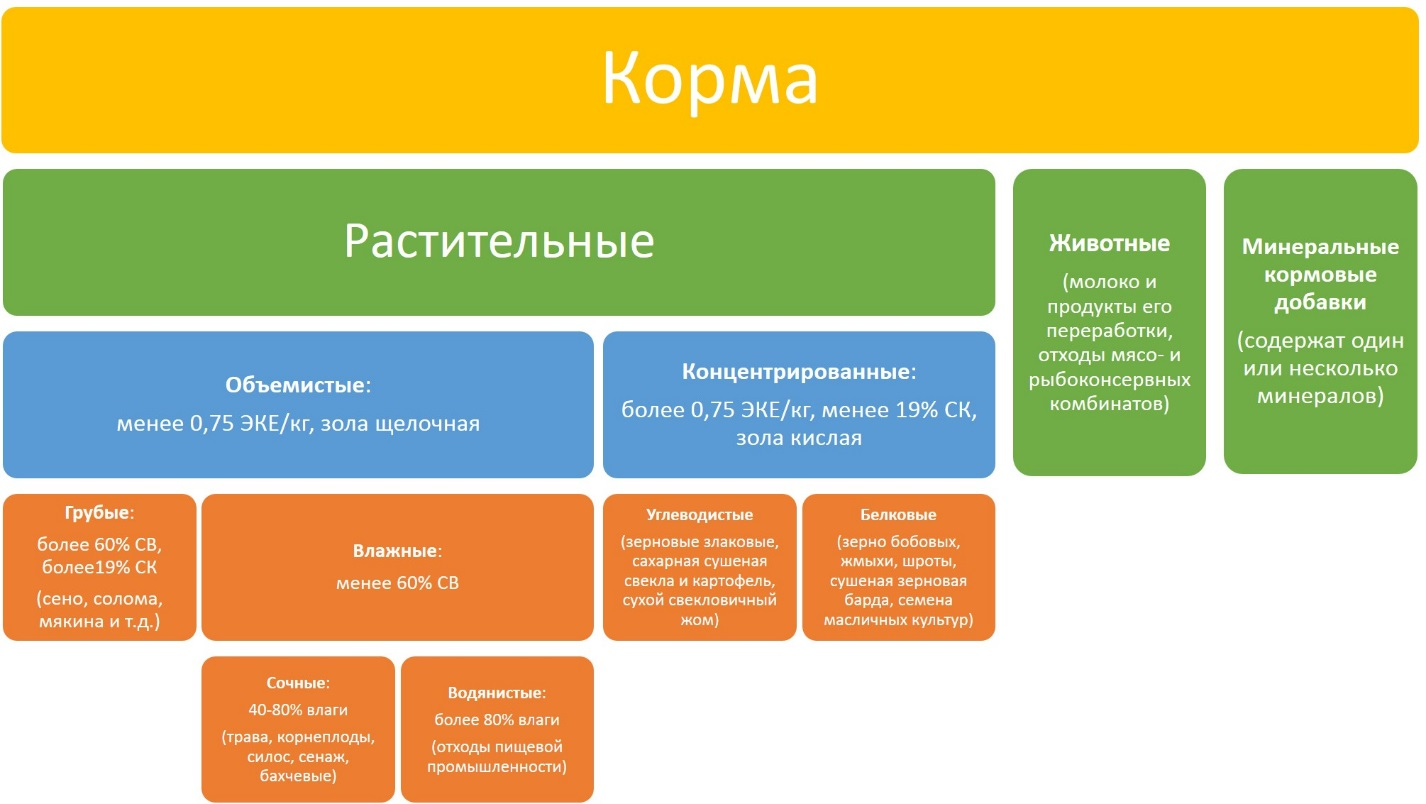 Корма
Растительные
Животные
(молоко и
продукты его
переработки,
отходы мясо- и
рыбоконсервных
комбинатов)
Минеральные
кормовые
добавки
(содержат один
или несколько
минералов)
Объемистые:
менее 0,75 ЭКЕ/кг, зола щелочная
Концентрированные:
более 0,75 ЭКЕ/кг, менее 19% СК,
зола кислая
Грубые:
более 60% СВ,
более19% СК
(сено, солома,
мякина и т.д.)
Влажные:
менее 60% СВ
Углеводистые
(зерновые злаковые,
сахарная сушеная
свекла и картофель,
сухой свекловичный
жом)
Белковые
(зерно бобовых,
жмыхи, шроты,
сушеная зерновая
барда, семена
масличных культур)
Сочные:
40-80% влаги
(трава, корнеплоды,
силос, сенаж,
бахчевые)
Водянистые:
более 80% влаги
(отходы пищевой
промышленности)